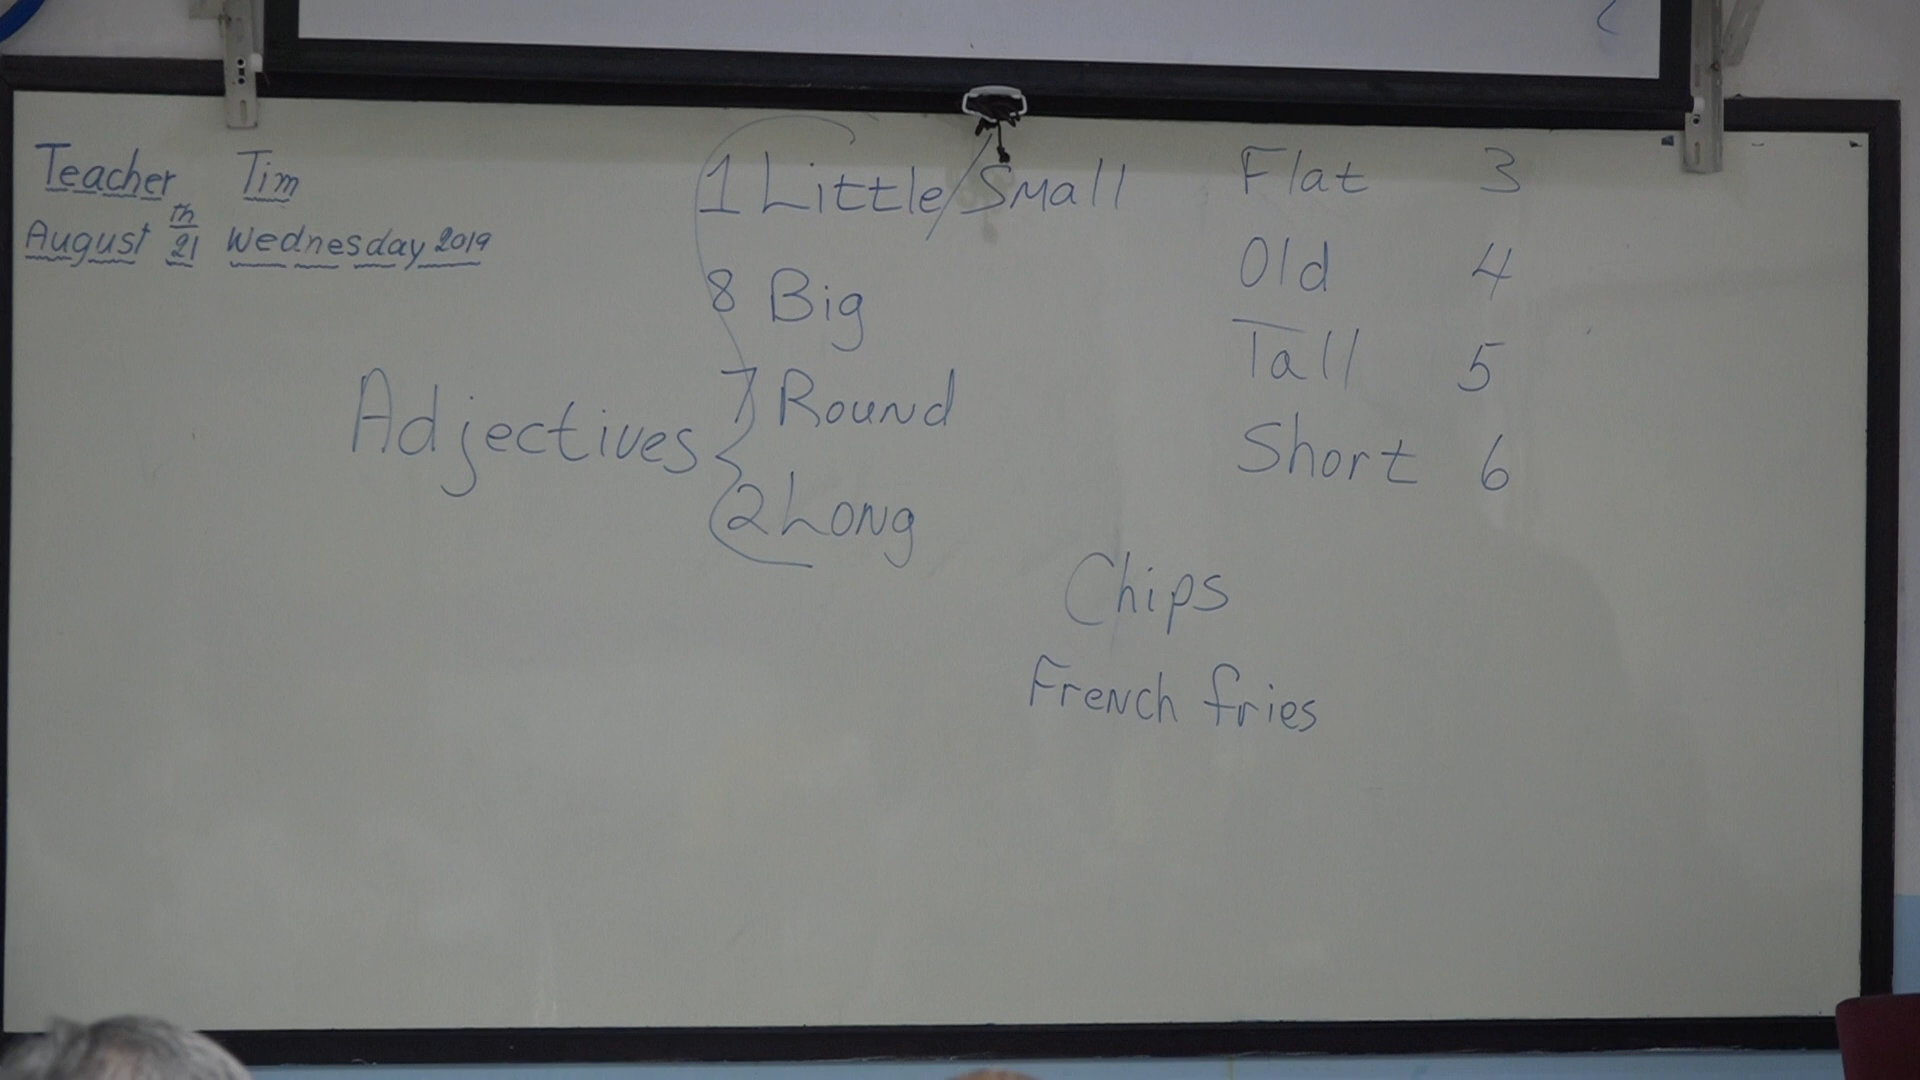 Teacher Tim
August 21th Wednesday 2019
1 Little/Small
8 Big
Adjectives
7 Round
2 Long
Flat 3
Old 4
Tall 5
Short 6
Chips
French fries